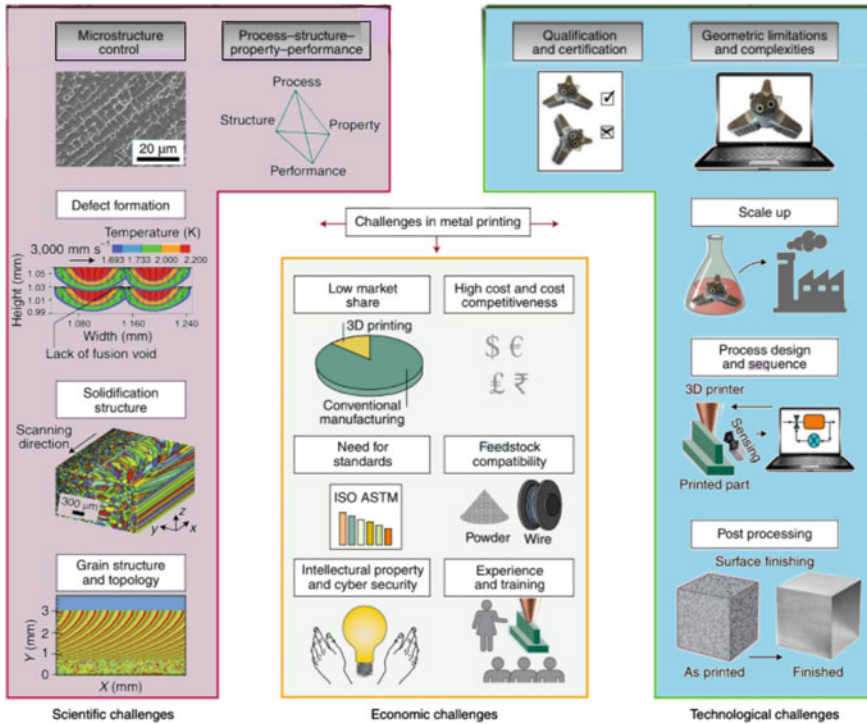 Microstructure
control
Process–structure–
property–performance
Process
Structure
Property
Performance
20 µm
Defect formation
Temperature (K)
3,000 mm s⁻¹
1.693 1.733 2.000 2.200
Height (mm)
1.05
1.03
1.01
0.99
1.080 1.160 1.240
Width (mm)
Lack of fusion void
Solidification
structure
Scanning
direction
300 µm
z
y
x
Grain structure
and topology
Y (mm)
3
2
1
0
X (mm)
Scientific challenges
Challenges in metal printing
Low market
share
3D printing
Conventional
manufacturing
High cost and cost
competitiveness
$ €
£ ₹
Need for
standards
ISO ASTM
Feedstock
compatibility
Powder
Wire
Intellectural property
and cyber security
Experience
and training
Economic challenges
Qualification
and certification
Geometric limitations
and complexities
Scale up
Process design
and sequence
3D printer
Sensing
Printed part
Post processing
Surface finishing
As printed
Finished
Technological challenges